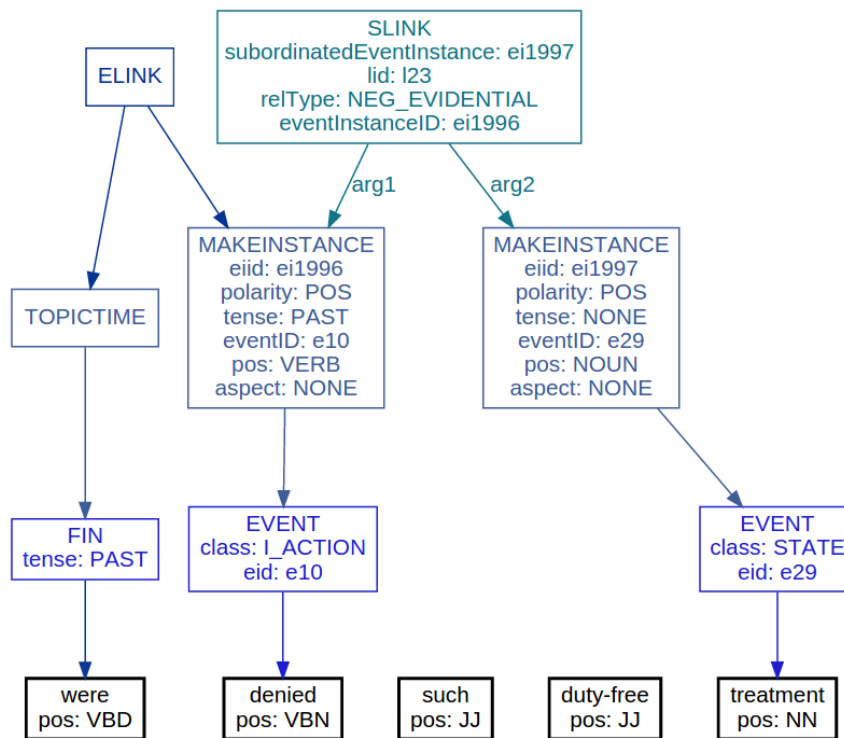 ELINK
SLINK
subordinatedEventInstance: ei1997
lid: l23
relType: NEG_EVIDENTIAL
eventInstanceID: ei1996
arg1
arg2
TOPICTIME
MAKEINSTANCE
eiid: ei1996
polarity: POS
tense: PAST
eventID: e10
pos: VERB
aspect: NONE
MAKEINSTANCE
eiid: ei1997
polarity: POS
tense: NONE
eventID: e29
pos: NOUN
aspect: NONE
FIN
tense: PAST
EVENT
class: I_ACTION
eid: e10
EVENT
class: STATE
eid: e29
were
pos: VBD
denied
pos: VBN
such
pos: JJ
duty-free
pos: JJ
treatment
pos: NN